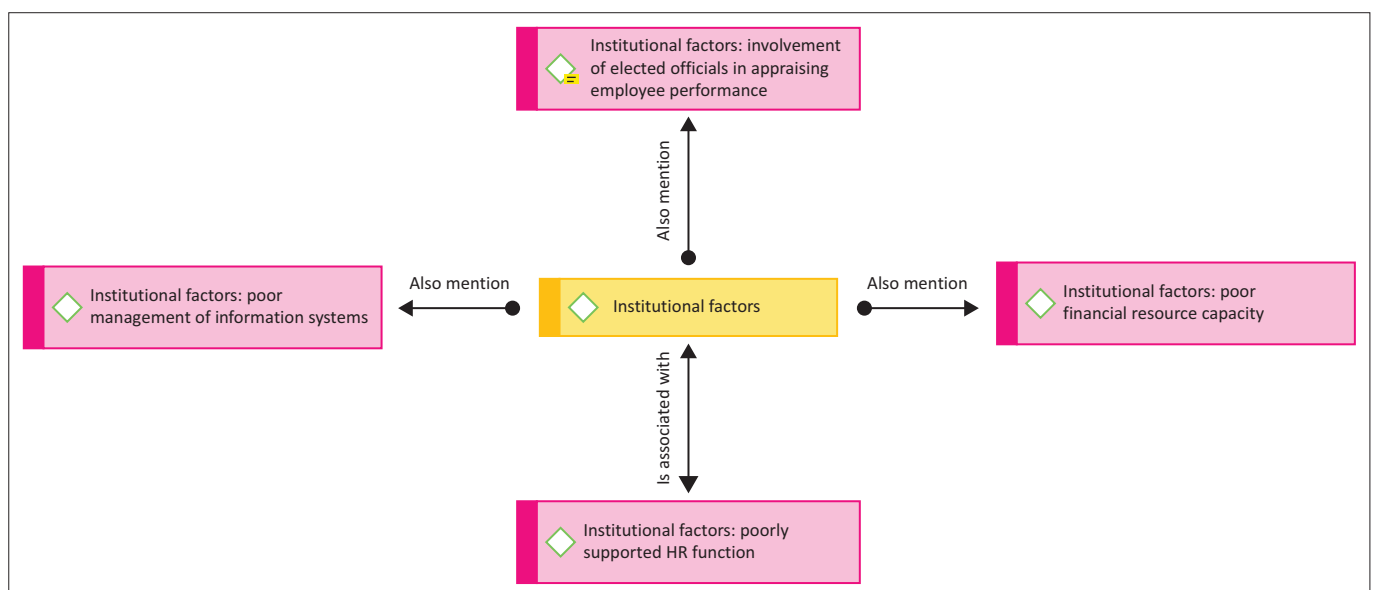 Institutional factors: involvement
of elected officials in appraising
employee performance
Also mention
Institutional factors: poor
management of information systems
Also mention
Institutional factors
Also mention
Institutional factors: poor
financial resource capacity
Is associated with
Institutional factors: poorly
supported HR function